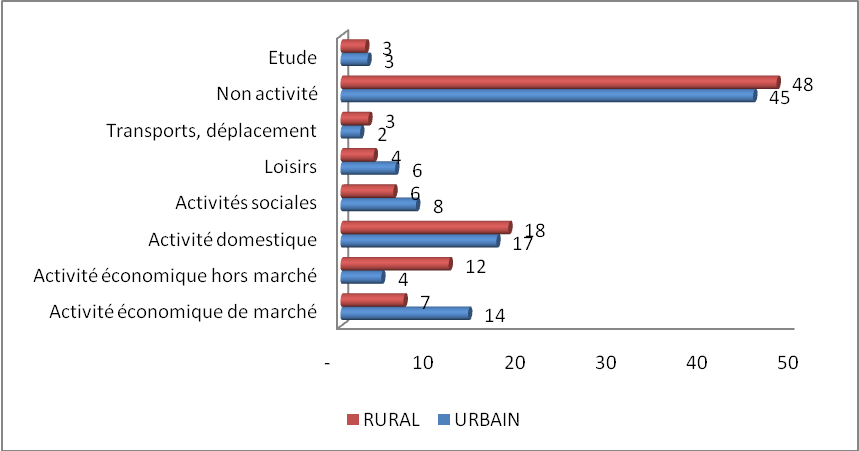 Etude 3
3
Non activité 48
45
Transports, déplacement 3
2
Loisirs 4
6
Activités sociales 6
8
Activité domestique 18
17
Activité économique hors marché 12
4
Activité économique de marché 7
14
- 10 20 30 40 50
RURAL URBAIN